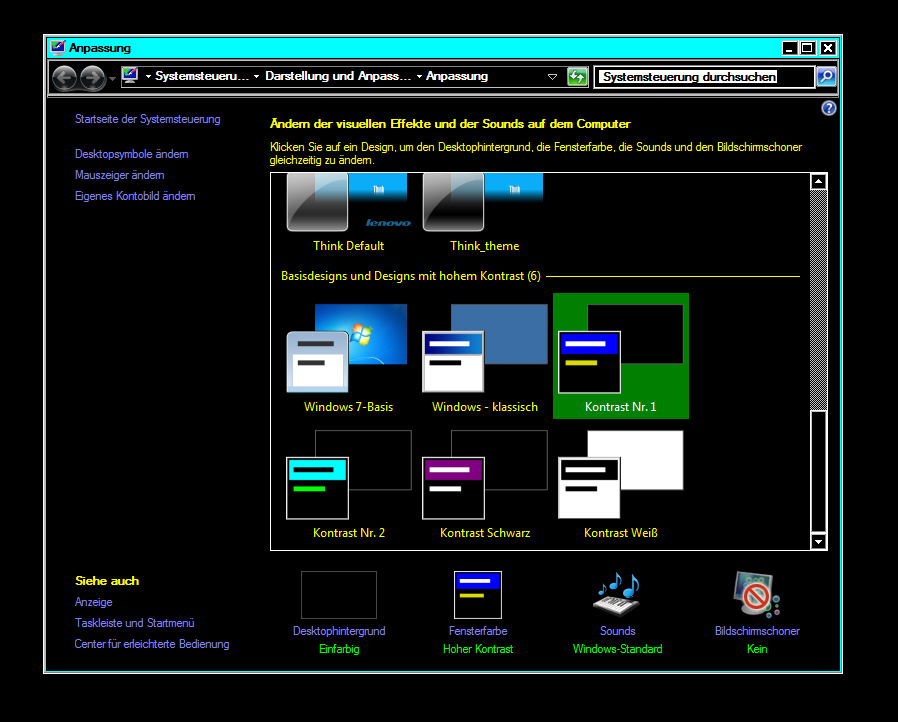 Anpassung
Systemsteueru... Darstellung und Anpass... Anpassung
Systemsteuerung durchsuchen
Startseite der Systemsteuerung
Desktopsymbole ändern
Mauszeiger ändern
Eigenes Kontobild ändern
Ändern der visuellen Effekte und der Sounds auf dem Computer
Klicken Sie auf ein Design, um den Desktophintergrund, die Fensterfarbe, die Sounds und den Bildschirmschoner
gleichzeitig zu ändern.
Think
Think
lenovo
Think Default
Think_theme
Basisdesigns und Designs mit hohem Kontrast (6)
Windows 7-Basis
Windows - klassisch
Kontrast Nr. 1
Kontrast Nr. 2
Kontrast Schwarz
Kontrast Weiß
Siehe auch
Anzeige
Taskleiste und Startmenü
Center für erleichterte Bedienung
Desktophintergrund
Einfarbig
Fensterfarbe
Hoher Kontrast
Sounds
Windows-Standard
Bildschirmschoner
Kein